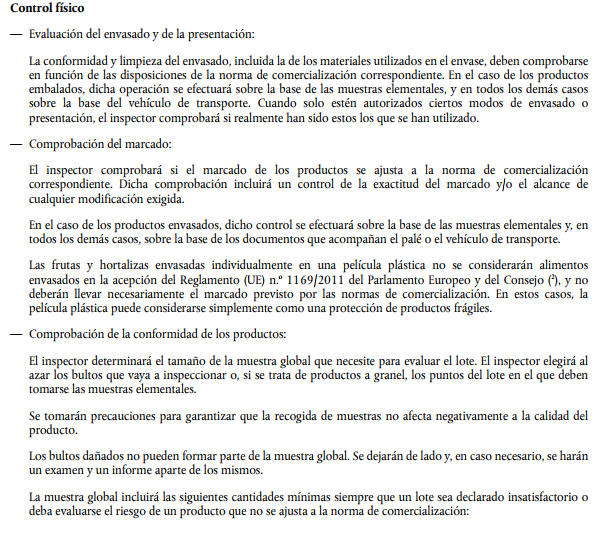 Control físico
— Evaluación del envasado y de la presentación:
La conformidad y limpieza del envasado, incluida la de los materiales utilizados en el envase, deben comprobarse
en función de las disposiciones de la norma de comercialización correspondiente. En el caso de los productos
embalados, dicha operación se efectuará sobre la base de las muestras elementales, y en todos los demás casos
sobre la base del vehículo de transporte. Cuando solo estén autorizados ciertos modos de envasado o
presentación, el inspector comprobará si realmente han sido estos los que se han utilizado.
— Comprobación del marcado:
El inspector comprobará si el marcado de los productos se ajusta a la norma de comercialización
correspondiente. Dicha comprobación incluirá un control de la exactitud del marcado y/o el alcance de
cualquier modificación exigida.
En el caso de los productos envasados, dicho control se efectuará sobre la base de las muestras elementales y, en
todos los demás casos, sobre la base de los documentos que acompañan el palé o el vehículo de transporte.
Las frutas y hortalizas envasadas individualmente en una película plástica no se considerarán alimentos
envasados en la acepción del Reglamento (UE) n.º 1169/2011 del Parlamento Europeo y del Consejo (²), y no
deberán llevar necesariamente el marcado previsto por las normas de comercialización. En estos casos, la
película plástica puede considerarse simplemente como una protección de productos frágiles.
— Comprobación de la conformidad de los productos:
El inspector determinará el tamaño de la muestra global que necesite para evaluar el lote. El inspector elegirá al
azar los bultos que vaya a inspeccionar o, si se trata de productos a granel, los puntos del lote en el que deben
tomarse las muestras elementales.
Se tomarán precauciones para garantizar que la recogida de muestras no afecta negativamente a la calidad del
producto.
Los bultos dañados no pueden formar parte de la muestra global. Se dejarán de lado y, en caso necesario, se harán
un examen y un informe aparte de los mismos.
La muestra global incluirá las siguientes cantidades mínimas siempre que un lote sea declarado insatisfactorio o
deba evaluarse el riesgo de un producto que no se ajusta a la norma de comercialización: